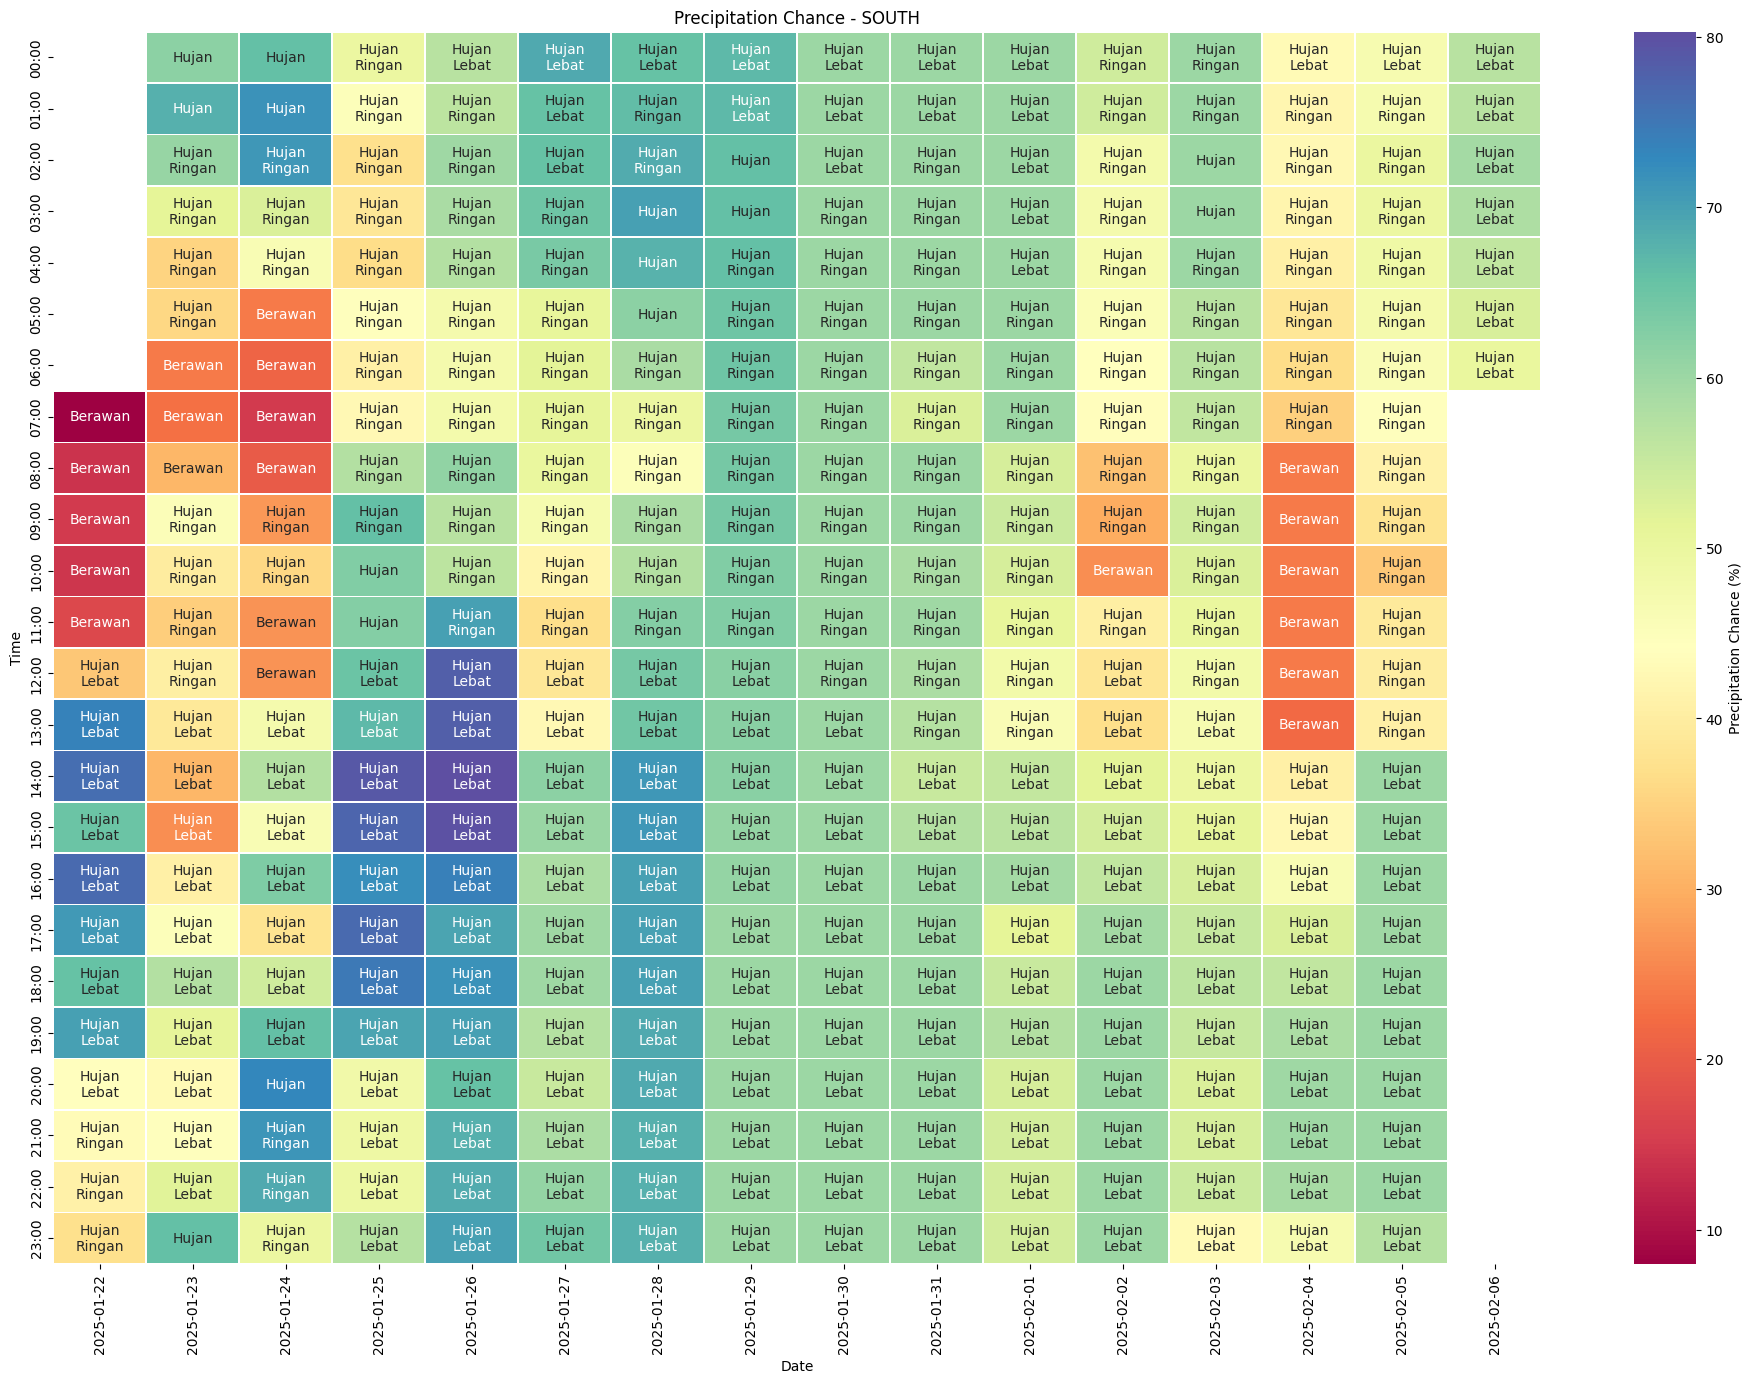 Precipitation Chance - SOUTH
00:00 Hujan Hujan Hujan Ringan Hujan Lebat Hujan Lebat Hujan Lebat Hujan Lebat Hujan Lebat Hujan Lebat Hujan Lebat Hujan Ringan Hujan Ringan Hujan Lebat Hujan Lebat Hujan Lebat
01:00 Hujan Hujan Hujan Ringan Hujan Ringan Hujan Lebat Hujan Ringan Hujan Lebat Hujan Lebat Hujan Lebat Hujan Lebat Hujan Ringan Hujan Ringan Hujan Ringan Hujan Ringan Hujan Lebat
02:00 Hujan Ringan Hujan Ringan Hujan Ringan Hujan Ringan Hujan Lebat Hujan Ringan Hujan Hujan Lebat Hujan Ringan Hujan Lebat Hujan Ringan Hujan Hujan Ringan Hujan Ringan Hujan Lebat
03:00 Hujan Ringan Hujan Ringan Hujan Ringan Hujan Ringan Hujan Ringan Hujan Hujan Hujan Ringan Hujan Ringan Hujan Lebat Hujan Ringan Hujan Hujan Ringan Hujan Ringan Hujan Lebat
04:00 Hujan Ringan Hujan Ringan Hujan Ringan Hujan Ringan Hujan Ringan Hujan Hujan Ringan Hujan Ringan Hujan Ringan Hujan Lebat Hujan Ringan Hujan Ringan Hujan Ringan Hujan Ringan Hujan Lebat
05:00 Hujan Ringan Berawan Hujan Ringan Hujan Ringan Hujan Ringan Hujan Hujan Ringan Hujan Ringan Hujan Ringan Hujan Ringan Hujan Ringan Hujan Ringan Hujan Ringan Hujan Ringan Hujan Lebat
06:00 Berawan Berawan Hujan Ringan Hujan Ringan Hujan Ringan Hujan Ringan Hujan Ringan Hujan Ringan Hujan Ringan Hujan Ringan Hujan Ringan Hujan Ringan Hujan Ringan Hujan Ringan Hujan Lebat
07:00 Berawan Berawan Berawan Hujan Ringan Hujan Ringan Hujan Ringan Hujan Ringan Hujan Ringan Hujan Ringan Hujan Ringan Hujan Ringan Hujan Ringan Hujan Ringan Hujan Ringan Hujan Ringan
08:00 Berawan Berawan Berawan Hujan Ringan Hujan Ringan Hujan Ringan Hujan Ringan Hujan Ringan Hujan Ringan Hujan Ringan Hujan Ringan Hujan Ringan Hujan Ringan Berawan Hujan Ringan
09:00 Berawan Hujan Ringan Hujan Ringan Hujan Ringan Hujan Ringan Hujan Ringan Hujan Ringan Hujan Ringan Hujan Ringan Hujan Ringan Hujan Ringan Hujan Ringan Hujan Ringan Berawan Hujan Ringan
10:00 Berawan Hujan Ringan Hujan Ringan Hujan Hujan Ringan Hujan Ringan Hujan Ringan Hujan Ringan Hujan Ringan Hujan Ringan Hujan Ringan Berawan Hujan Ringan Berawan Hujan Ringan
11:00 Berawan Hujan Ringan Berawan Hujan Hujan Ringan Hujan Ringan Hujan Ringan Hujan Ringan Hujan Ringan Hujan Ringan Hujan Ringan Hujan Ringan Hujan Ringan Berawan Hujan Ringan
12:00 Hujan Lebat Hujan Ringan Berawan Hujan Lebat Hujan Lebat Hujan Lebat Hujan Lebat Hujan Lebat Hujan Ringan Hujan Ringan Hujan Ringan Hujan Lebat Hujan Ringan Berawan Hujan Ringan
13:00 Hujan Lebat Hujan Lebat Hujan Lebat Hujan Lebat Hujan Lebat Hujan Lebat Hujan Lebat Hujan Lebat Hujan Lebat Hujan Ringan Hujan Ringan Hujan Lebat Hujan Lebat Berawan Hujan Ringan
14:00 Hujan Lebat Hujan Lebat Hujan Lebat Hujan Lebat Hujan Lebat Hujan Lebat Hujan Lebat Hujan Lebat Hujan Lebat Hujan Lebat Hujan Lebat Hujan Lebat Hujan Lebat Hujan Lebat Hujan Lebat
15:00 Hujan Lebat Hujan Lebat Hujan Lebat Hujan Lebat Hujan Lebat Hujan Lebat Hujan Lebat Hujan Lebat Hujan Lebat Hujan Lebat Hujan Lebat Hujan Lebat Hujan Lebat Hujan Lebat Hujan Lebat
16:00 Hujan Lebat Hujan Lebat Hujan Lebat Hujan Lebat Hujan Lebat Hujan Lebat Hujan Lebat Hujan Lebat Hujan Lebat Hujan Lebat Hujan Lebat Hujan Lebat Hujan Lebat Hujan Lebat Hujan Lebat
17:00 Hujan Lebat Hujan Lebat Hujan Lebat Hujan Lebat Hujan Lebat Hujan Lebat Hujan Lebat Hujan Lebat Hujan Lebat Hujan Lebat Hujan Lebat Hujan Lebat Hujan Lebat Hujan Lebat Hujan Lebat
18:00 Hujan Lebat Hujan Lebat Hujan Lebat Hujan Lebat Hujan Lebat Hujan Lebat Hujan Lebat Hujan Lebat Hujan Lebat Hujan Lebat Hujan Lebat Hujan Lebat Hujan Lebat Hujan Lebat Hujan Lebat
19:00 Hujan Lebat Hujan Lebat Hujan Lebat Hujan Lebat Hujan Lebat Hujan Lebat Hujan Lebat Hujan Lebat Hujan Lebat Hujan Lebat Hujan Lebat Hujan Lebat Hujan Lebat Hujan Lebat Hujan Lebat
20:00 Hujan Lebat Hujan Lebat Hujan Hujan Lebat Hujan Lebat Hujan Lebat Hujan Lebat Hujan Lebat Hujan Lebat Hujan Lebat Hujan Lebat Hujan Lebat Hujan Lebat Hujan Lebat Hujan Lebat
21:00 Hujan Ringan Hujan Lebat Hujan Ringan Hujan Lebat Hujan Lebat Hujan Lebat Hujan Lebat Hujan Lebat Hujan Lebat Hujan Lebat Hujan Lebat Hujan Lebat Hujan Lebat Hujan Lebat Hujan Lebat
22:00 Hujan Ringan Hujan Lebat Hujan Ringan Hujan Lebat Hujan Lebat Hujan Lebat Hujan Lebat Hujan Lebat Hujan Lebat Hujan Lebat Hujan Lebat Hujan Lebat Hujan Lebat Hujan Lebat Hujan Lebat
23:00 Hujan Ringan Hujan Hujan Ringan Hujan Lebat Hujan Lebat Hujan Lebat Hujan Lebat Hujan Lebat Hujan Lebat Hujan Lebat Hujan Lebat Hujan Lebat Hujan Lebat Hujan Lebat Hujan Lebat
Time
2025-01-22
2025-01-23
2025-01-24
2025-01-25
2025-01-26
2025-01-27
2025-01-28
2025-01-29
2025-01-30
2025-01-31
2025-02-01
2025-02-02
2025-02-03
2025-02-04
2025-02-05
2025-02-06
Date
80
70
60
50
40
30
20
10
Precipitation Chance (%)